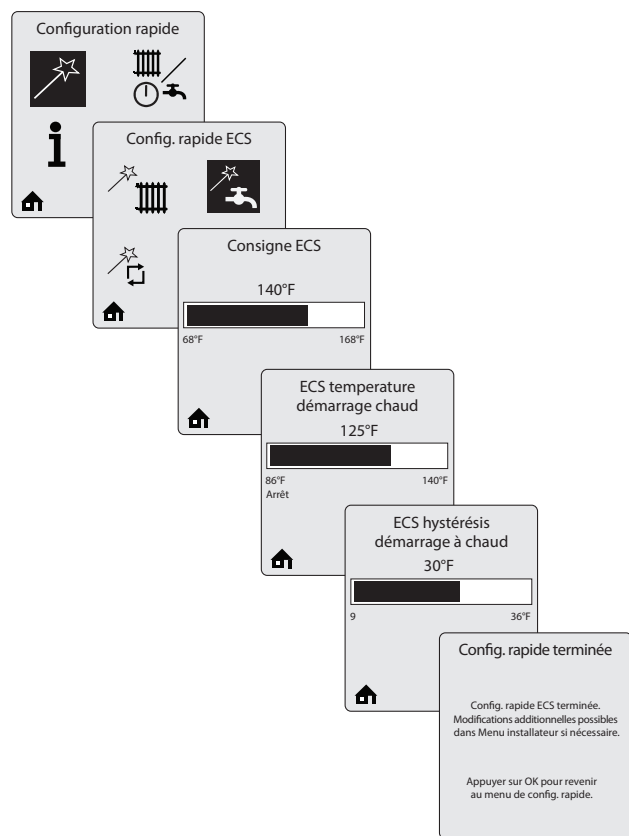 Configuration rapide
Config. rapide ECS
Consigne ECS
140°F
68°F 168°F
ECS temperature
démarrage chaud
125°F
86°F 140°F
Arrêt
ECS hystérésis
démarrage à chaud
30°F
9 36°F
Config. rapide terminée
Config. rapide ECS terminée.
Modifications additionnelles possibles
dans Menu installateur si nécessaire.
Appuyer sur OK pour revenir
au menu de config. rapide.